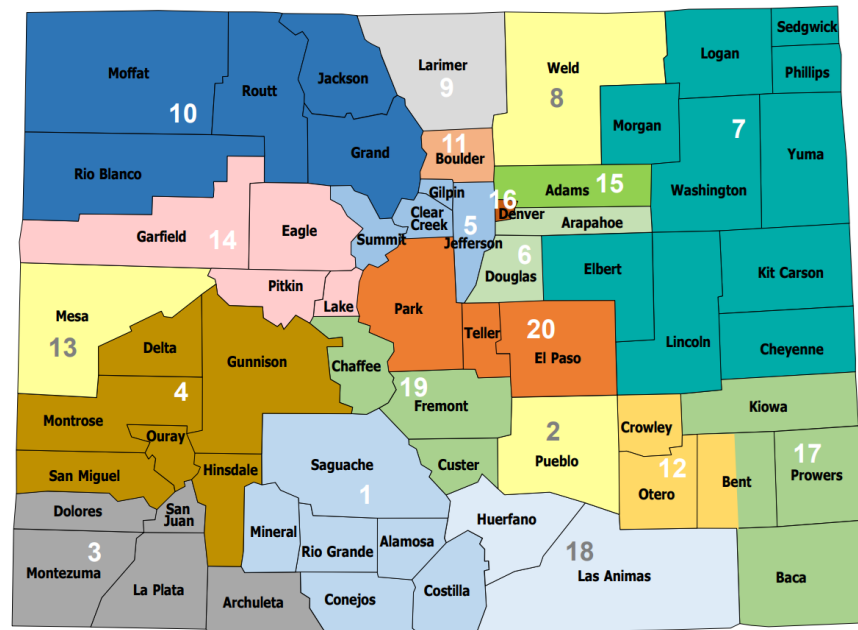 Sedgwick
Logan
Larimer
Weld
Moffat
Jackson
Phillips
Routt
9
8
10
Morgan
7
11
Boulder
Grand
Yuma
Rio Blanco
Gilpin
16
Adams
15
Washington
Denver
Clear
Creek
5
Arapahoe
Garfield
14
Eagle
Summit
Jefferson
6
Douglas
Elbert
Kit Carson
Pitkin
Lake
Park
Mesa
Teller
20
Lincoln
13
Delta
Gunnison
Chaffee
El Paso
Cheyenne
4
19
Fremont
Kiowa
Montrose
Ouray
2
Crowley
Hinsdale
Saguache
Custer
Pueblo
17
San Miguel
12
Prowers
1
Otero
Bent
Dolores
San
Juan
Huerfano
Mineral
Alamosa
3
Rio Grande
18
Montezuma
La Plata
Las Animas
Baca
Archuleta
Conejos
Costilla